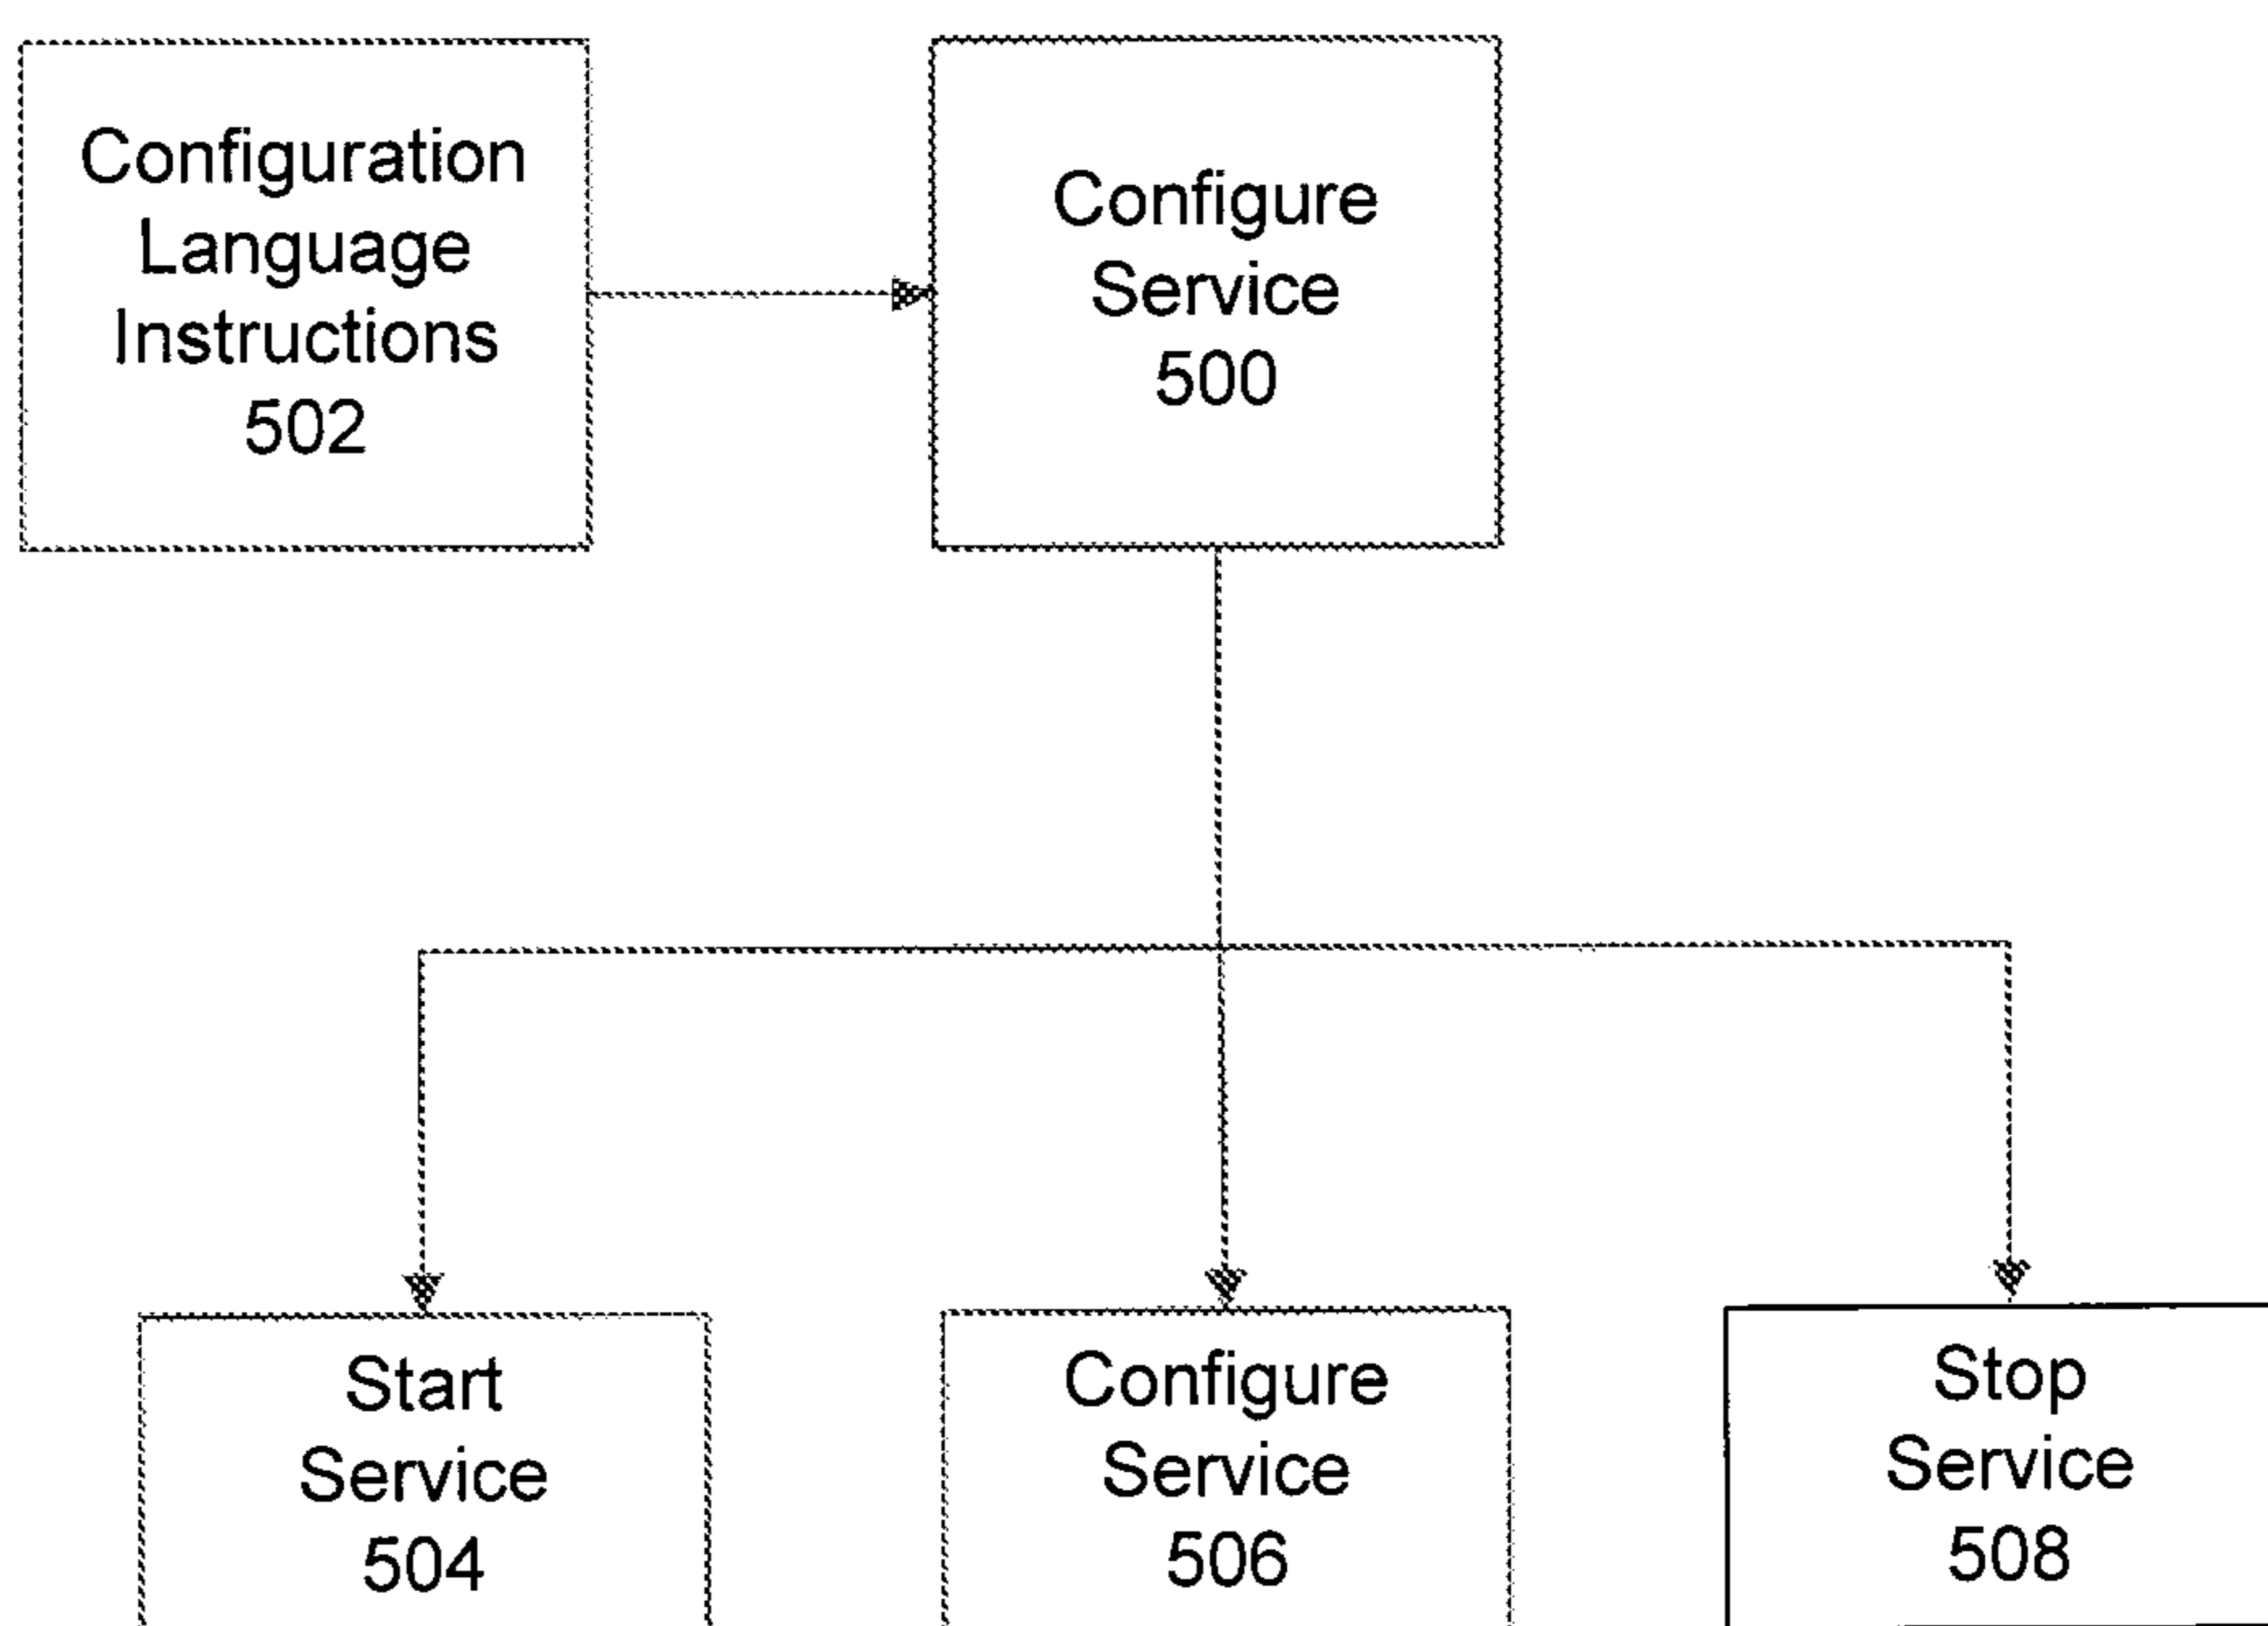 Configuration
Language
Instructions
502
Configure
Service
500
Start
Service
504
Configure
Service
506
Stop
Service
508